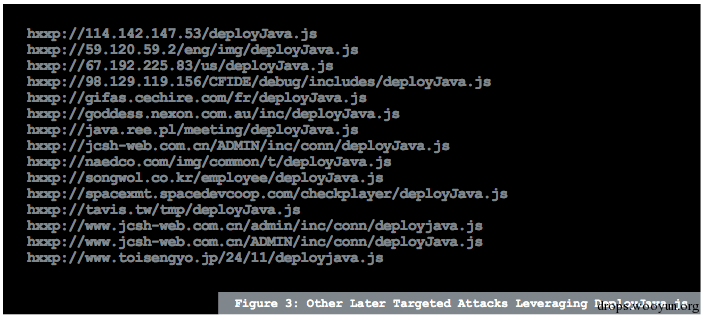 hxxp://114.142.147.53/deployJava.js
hxxp://59.120.59.2/eng/img/deployJava.js
hxxp://67.192.225.83/us/deployJava.js
hxxp://98.129.119.156/CFIDE/debug/includes/deployJava.js
hxxp://gifas.cechire.com/fr/deployJava.js
hxxp://goddess.nexon.com.au/inc/deployJava.js
hxxp://java.ree.pl/meeting/deployJava.js
hxxp://jcsh-web.com.cn/ADMIN/inc/conn/deployJava.js
hxxp://naedco.com/img/common/t/deployJava.js
hxxp://songwol.co.kr/employee/deployJava.js
hxxp://spacexmt.spacedevcoop.com/checkplayer/deployJava.js
hxxp://tavis.tw/tmp/deployJava.js
hxxp://www.jcsh-web.com.cn/admin/inc/conn/deployjava.js
hxxp://www.jcsh-web.com.cn/ADMIN/inc/conn/deployJava.js
hxxp://www.toisengyo.jp/24/11/deployjava.js
Figure 3: Other Later Targeted Attacks Leveraging DeployJava.js
drops.wooyun.org